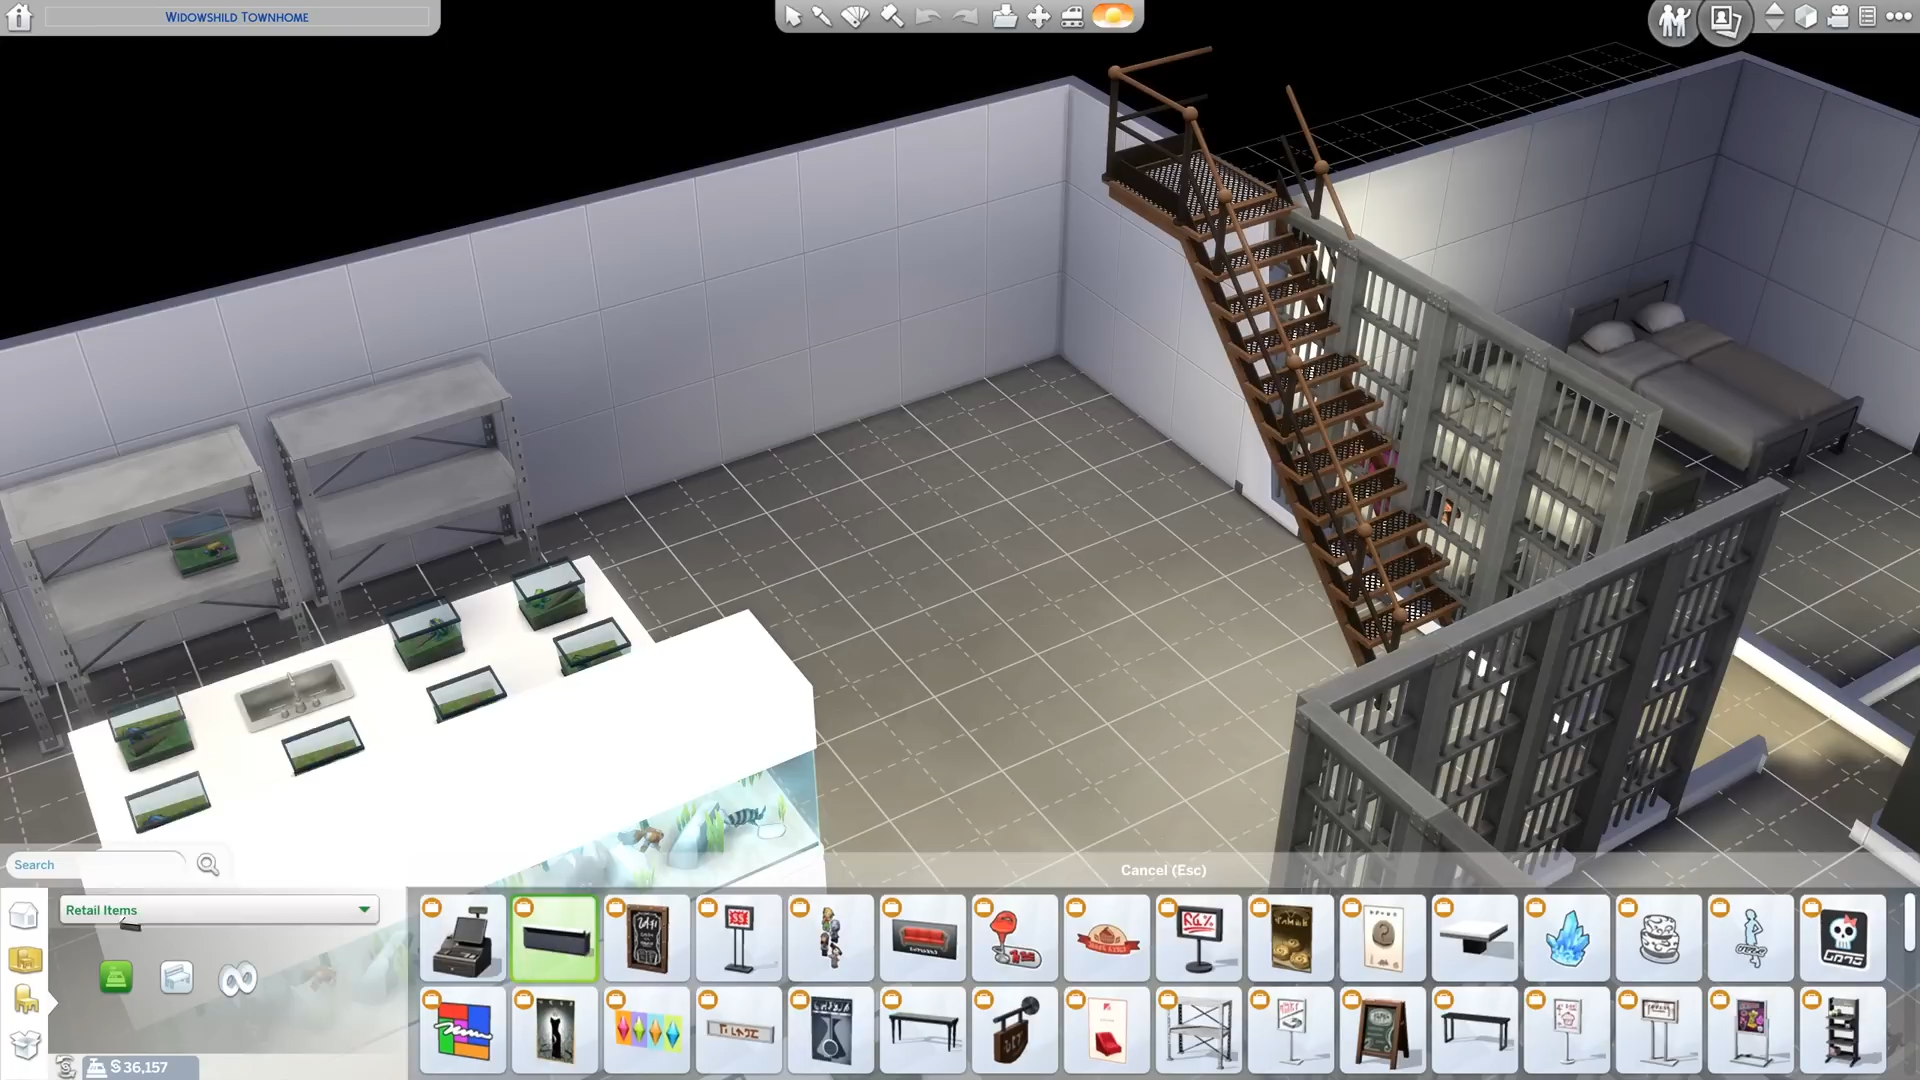 Widowshild Townhome
Search
Cancel (Esc)
Retail Items
§36,157